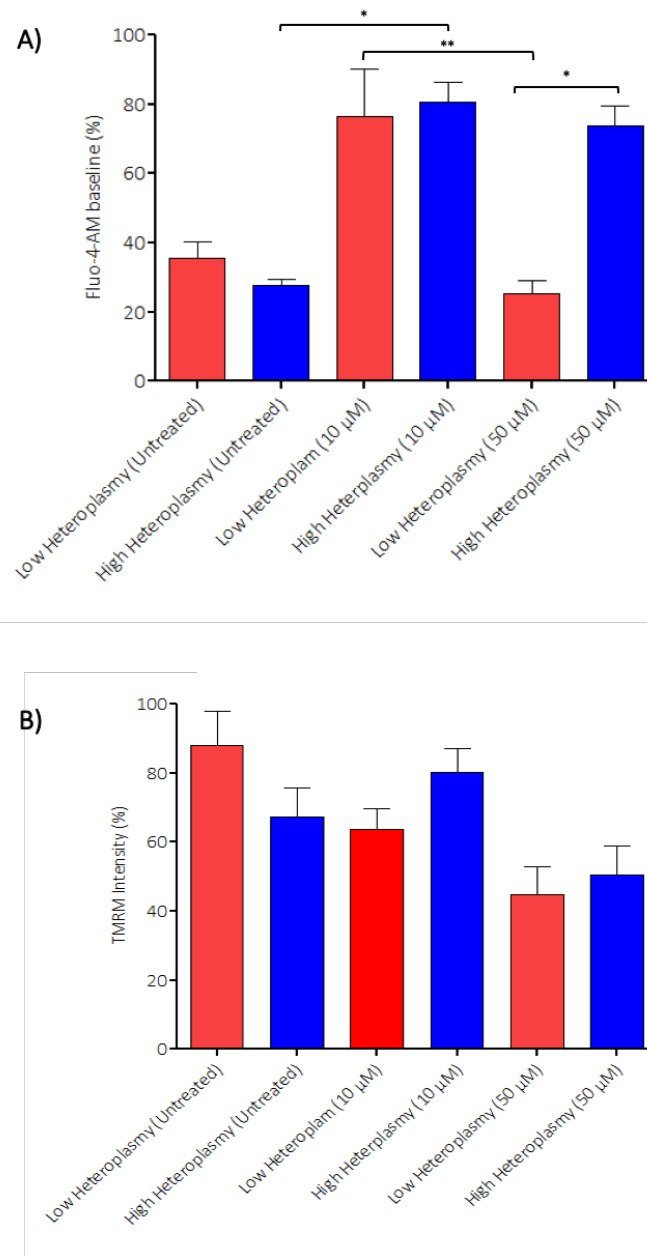 A)
*
**
*
Fluo-4-AM baseline (%)
100
80
60
40
20
0
Low Heteroplasmy (Untreated)
High Heteroplasmy (Untreated)
Low Heteroplam (10 µM)
High Heterplasmy (10 µM)
Low Heteroplasmy (50 µM)
High Heteroplasmy (50 µM)
B)
TMRM Intensity (%)
100
80
60
40
20
0
Low Heteroplasmy (Untreated)
High Heteroplasmy (Untreated)
Low Heteroplam (10 µM)
High Heterplasmy (10 µM)
Low Heteroplasmy (50 µM)
High Heteroplasmy (50 µM)